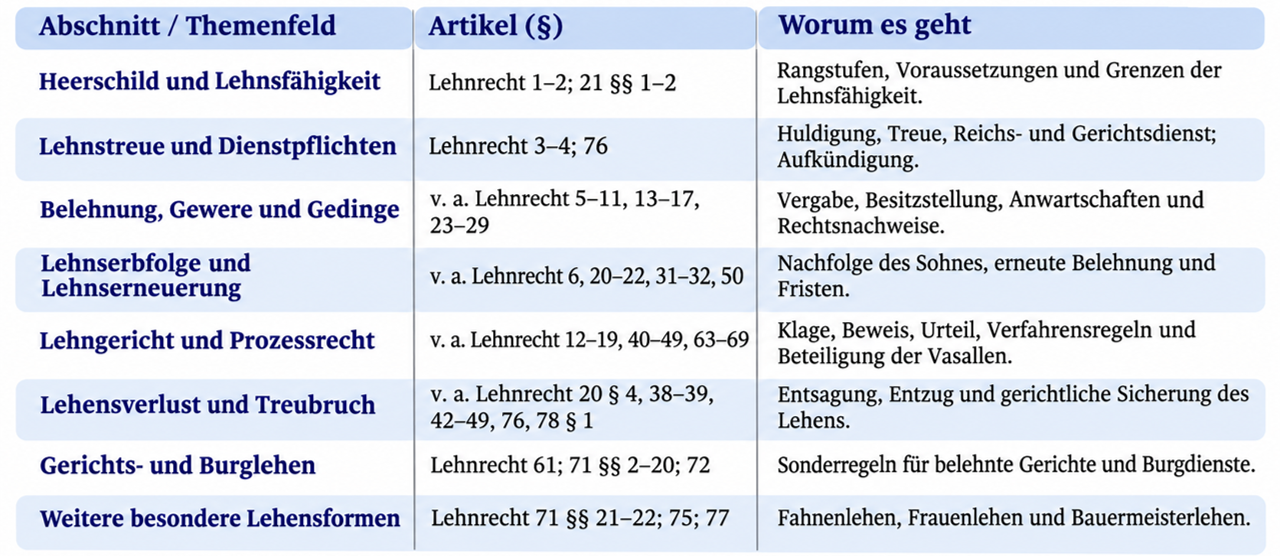 Abschnitt / Themenfeld Artikel (§) Worum es geht
Heerschild und Lehnsfähigkeit Lehnrecht 1–2; 21 §§ 1–2 Rangstufen, Voraussetzungen und Grenzen der
Lehnsfähigkeit.
Lehnstreue und Dienstpflichten Lehnrecht 3–4; 76 Huldigung, Treue, Reichs- und Gerichtsdienst;
Aufkündigung.
Belehnung, Gewere und Gedinge v. a. Lehnrecht 5–11, 13–17, Vergabe, Besitzstellung, Anwartschaften und
23–29 Rechtsnachweise.
Lehnserbfolge und v. a. Lehnrecht 6, 20–22, 31–32, 50 Nachfolge des Sohnes, erneute Belehnung und
Lehnserneuerung Fristen.
Lehngericht und Prozessrecht v. a. Lehnrecht 12–19, 40–49, 63–69 Klage, Beweis, Urteil, Verfahrensregeln und
Beteiligung der Vasallen.
Lehensverlust und Treubruch v. a. Lehnrecht 20 § 4, 38–39, Entsagung, Entzug und gerichtliche Sicherung des
42–49, 76, 78 § 1 Lehens.
Gerichts- und Burglehen Lehnrecht 61; 71 §§ 2–20; 72 Sonderregeln für belehnte Gerichte und Burgdienste.
Weitere besondere Lehensformen Lehnrecht 71 §§ 21–22; 75; 77 Fahnenlehen, Frauenlehen und Bauermeisterlehen.